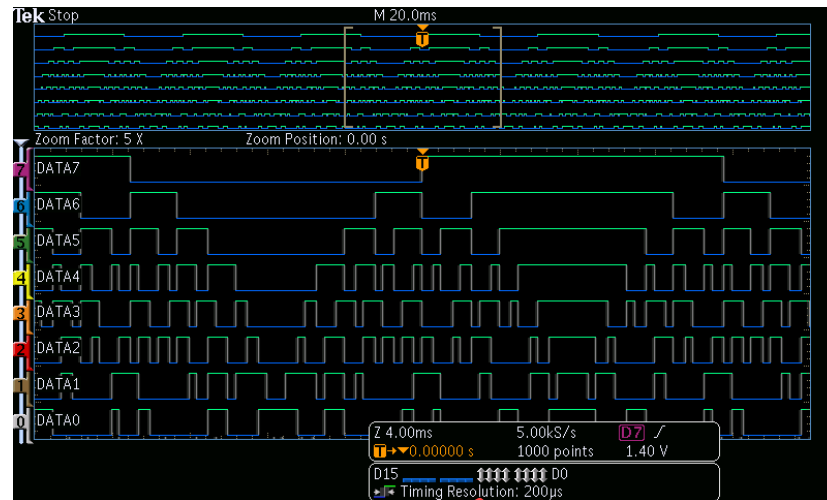 Tek Stop M 20.0ms
T
Zoom Factor: 5 X Zoom Position: 0.00 s
T
7 DATA7
6 DATA6
5 DATA5
4 DATA4
3 DATA3
2 DATA2
1 DATA1
0 DATA0
Z 4.00ms 5.00kS/s D7
T→▼0.00000 s 1000 points 1.40 V
D15 D0
Timing Resolution: 200µs